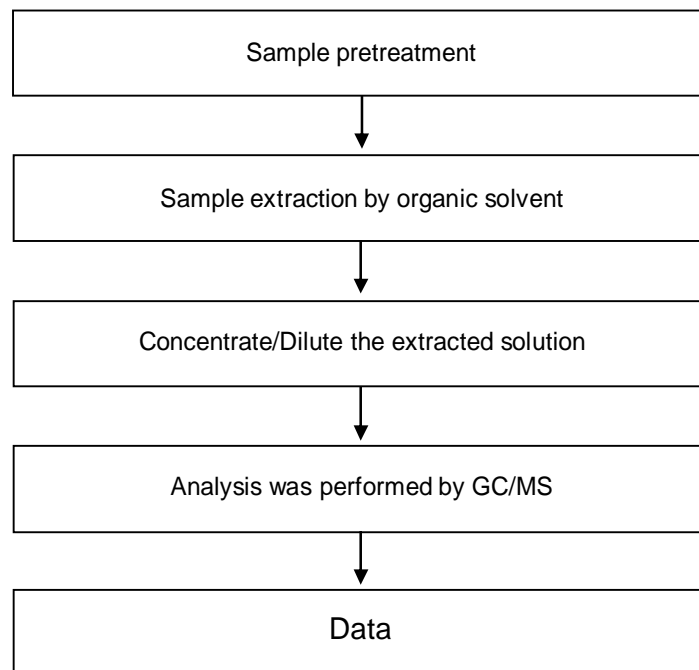 Sample pretreatment
Sample extraction by organic solvent
Concentrate/Dilute the extracted solution
Analysis was performed by GC/MS
Data